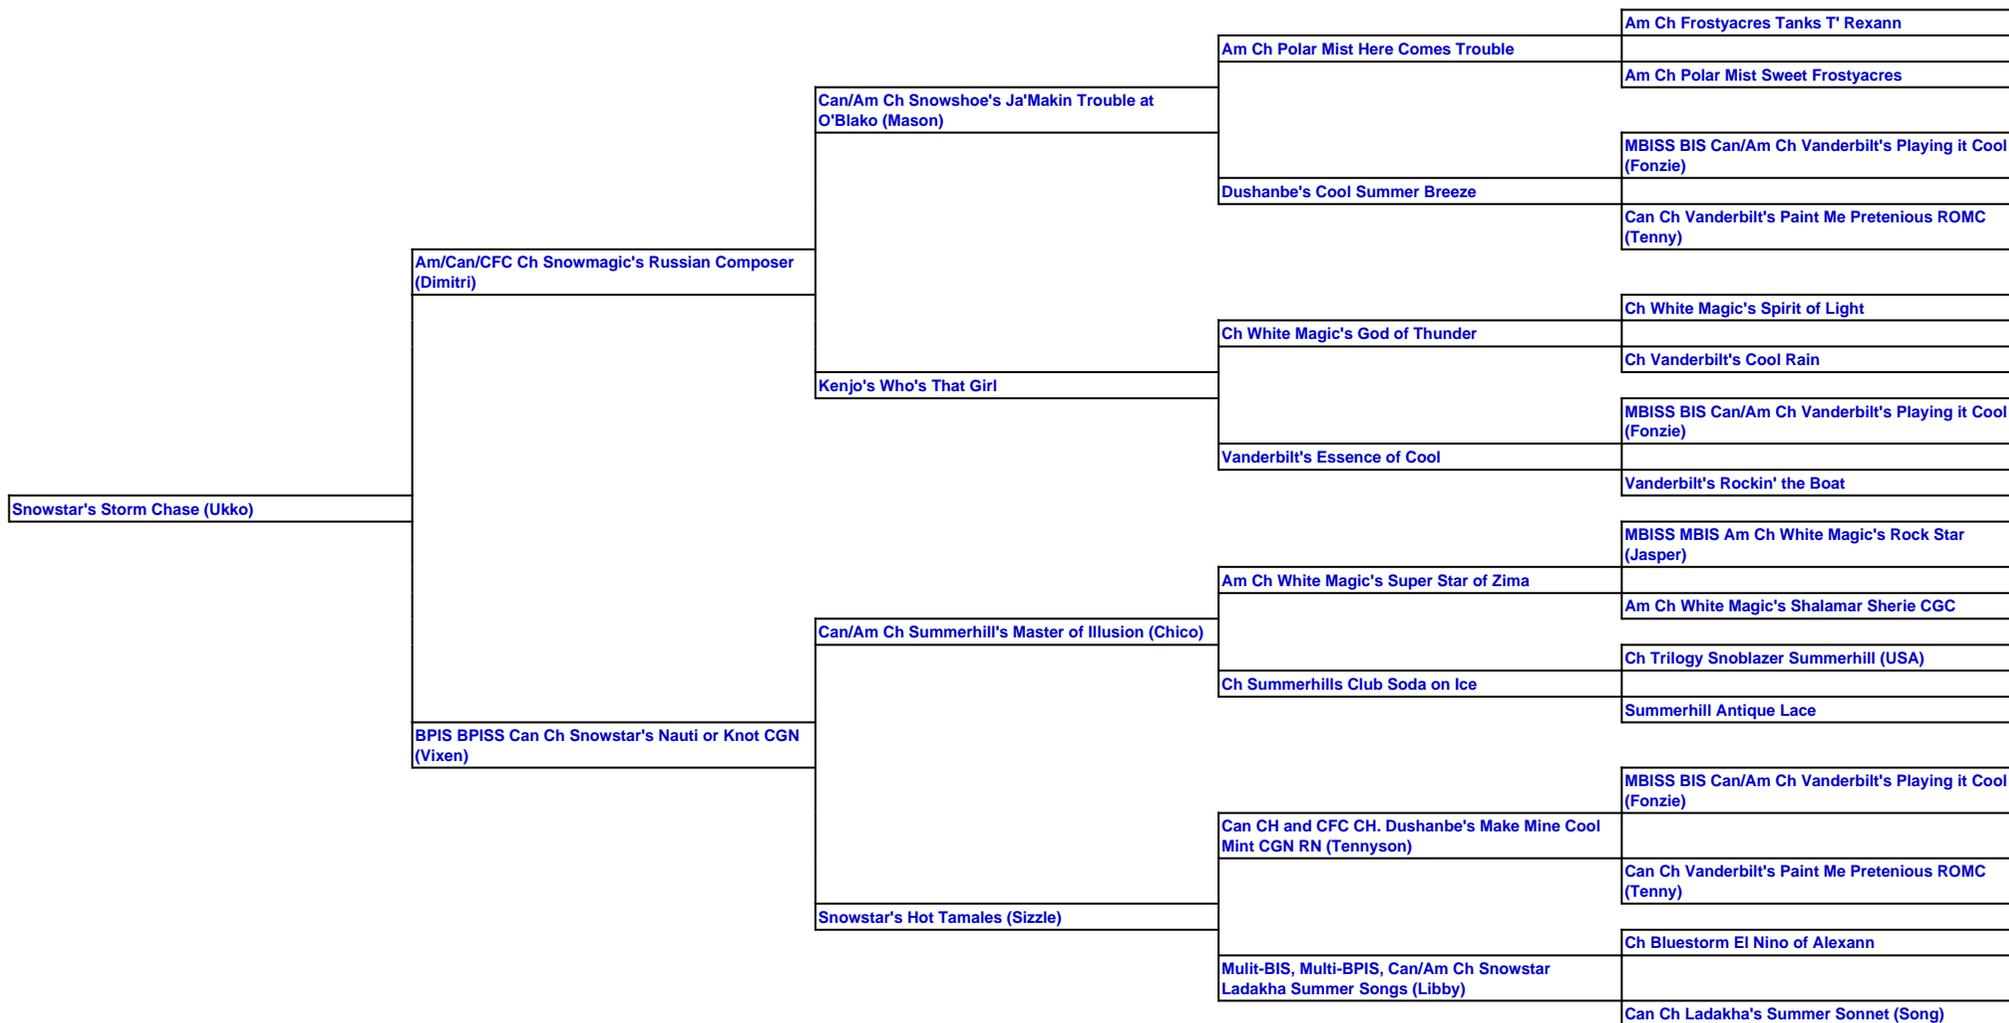 Am Ch Frostyacres Tanks T' Rexann
Am Ch Polar Mist Here Comes Trouble
Am Ch Polar Mist Sweet Frostyacres
Can/Am Ch Snowshoe's Ja'Makin Trouble at
O'Blako (Mason)
MBISS BIS Can/Am Ch Vanderbilt's Playing it Cool
(Fonzie)
Dushanbe's Cool Summer Breeze
Can Ch Vanderbilt's Paint Me Pretenious ROMC
(Tenny)
Am/Can/CFC Ch Snowmagic's Russian Composer
(Dimitri)
Ch White Magic's Spirit of Light
Ch White Magic's God of Thunder
Ch Vanderbilt's Cool Rain
Kenjo's Who's That Girl
MBISS BIS Can/Am Ch Vanderbilt's Playing it Cool
(Fonzie)
Vanderbilt's Essence of Cool
Vanderbilt's Rockin' the Boat
Snowstar's Storm Chase (Ukko)
MBISS MBIS Am Ch White Magic's Rock Star
(Jasper)
Am Ch White Magic's Super Star of Zima
Am Ch White Magic's Shalamar Sherie CGC
Can/Am Ch Summerhill's Master of Illusion (Chico)
Ch Trilogy Snoblazer Summerhill (USA)
Ch Summerhills Club Soda on Ice
Summerhill Antique Lace
BPIS BPISS Can Ch Snowstar's Nauti or Knot CGN
(Vixen)
MBISS BIS Can/Am Ch Vanderbilt's Playing it Cool
(Fonzie)
Can CH and CFC CH. Dushanbe's Make Mine Cool
Mint CGN RN (Tennyson)
Can Ch Vanderbilt's Paint Me Pretenious ROMC
(Tenny)
Snowstar's Hot Tamales (Sizzle)
Ch Bluestorm El Nino of Alexann
Mulit-BIS, Multi-BPIS, Can/Am Ch Snowstar
Ladakha Summer Songs (Libby)
Can Ch Ladakha's Summer Sonnet (Song)